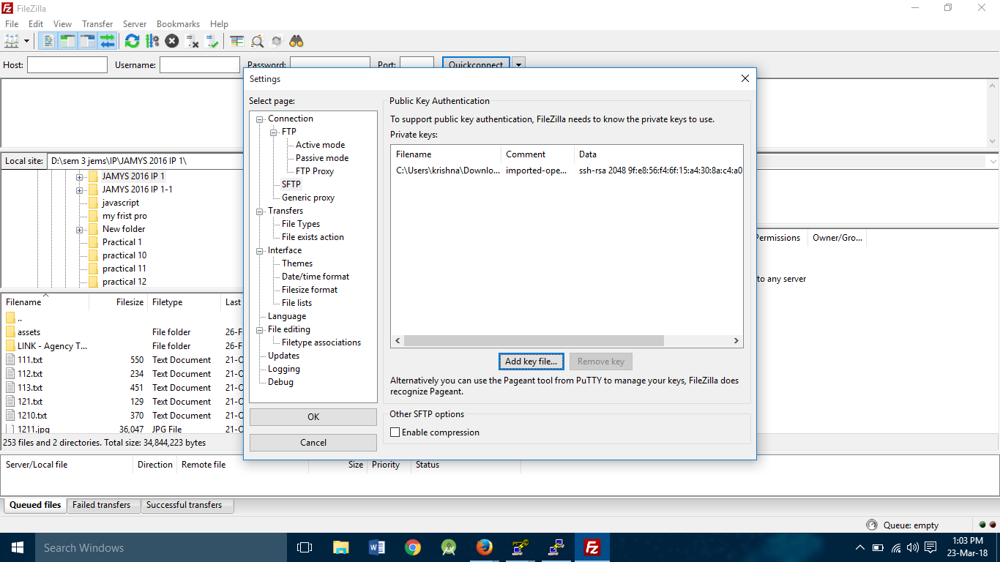 FileZilla
File Edit View Transfer Server Bookmarks Help
Host: Username: Password: Port: Quickconnect
Settings
Select page:
Connection
FTP
Active mode
Passive mode
FTP Proxy
SFTP
Generic proxy
Transfers
File Types
File exists action
Interface
Themes
Date/time format
Filesize format
File lists
Language
File editing
Filetype associations
Updates
Logging
Debug
OK
Cancel
Public Key Authentication
To support public key authentication, FileZilla needs to know the private keys to use.
Private keys:
Filename Comment Data
C:\Users\krishna\Downlo... imported-ope... ssh-rsa 2048 9f:e8:56:f4:6f:15:a4:30:8a:c4:a0
Add key file... Remove key
Alternatively you can use the Pageant tool from PuTTY to manage your keys, FileZilla does
recognize Pageant.
Other SFTP options
Enable compression
Local site: D:\sem 3 jems\IP\JAMYS 2016 IP 1\
JAMYS 2016 IP 1
JAMYS 2016 IP 1-1
javascript
my frist pro
New folder
Practical 1
practical 10
practical 11
practical 12
Filename Filesize Filetype Last
..
assets File folder 26-F
LINK - Agency T... File folder 26-F
111.txt 550 Text Document 21-O
112.txt 234 Text Document 21-O
113.txt 451 Text Document 21-O
121.txt 129 Text Document 21-O
1210.txt 370 Text Document 21-O
1211.jpg 36,047 JPG File 21-O
253 files and 2 directories. Total size: 34,844,223 bytes
Permissions Owner/Gro...
to any server
Server/Local file Direction Remote file Size Priority Status
Queued files Failed transfers Successful transfers
Queue: empty
Search Windows
1:03 PM
23-Mar-18